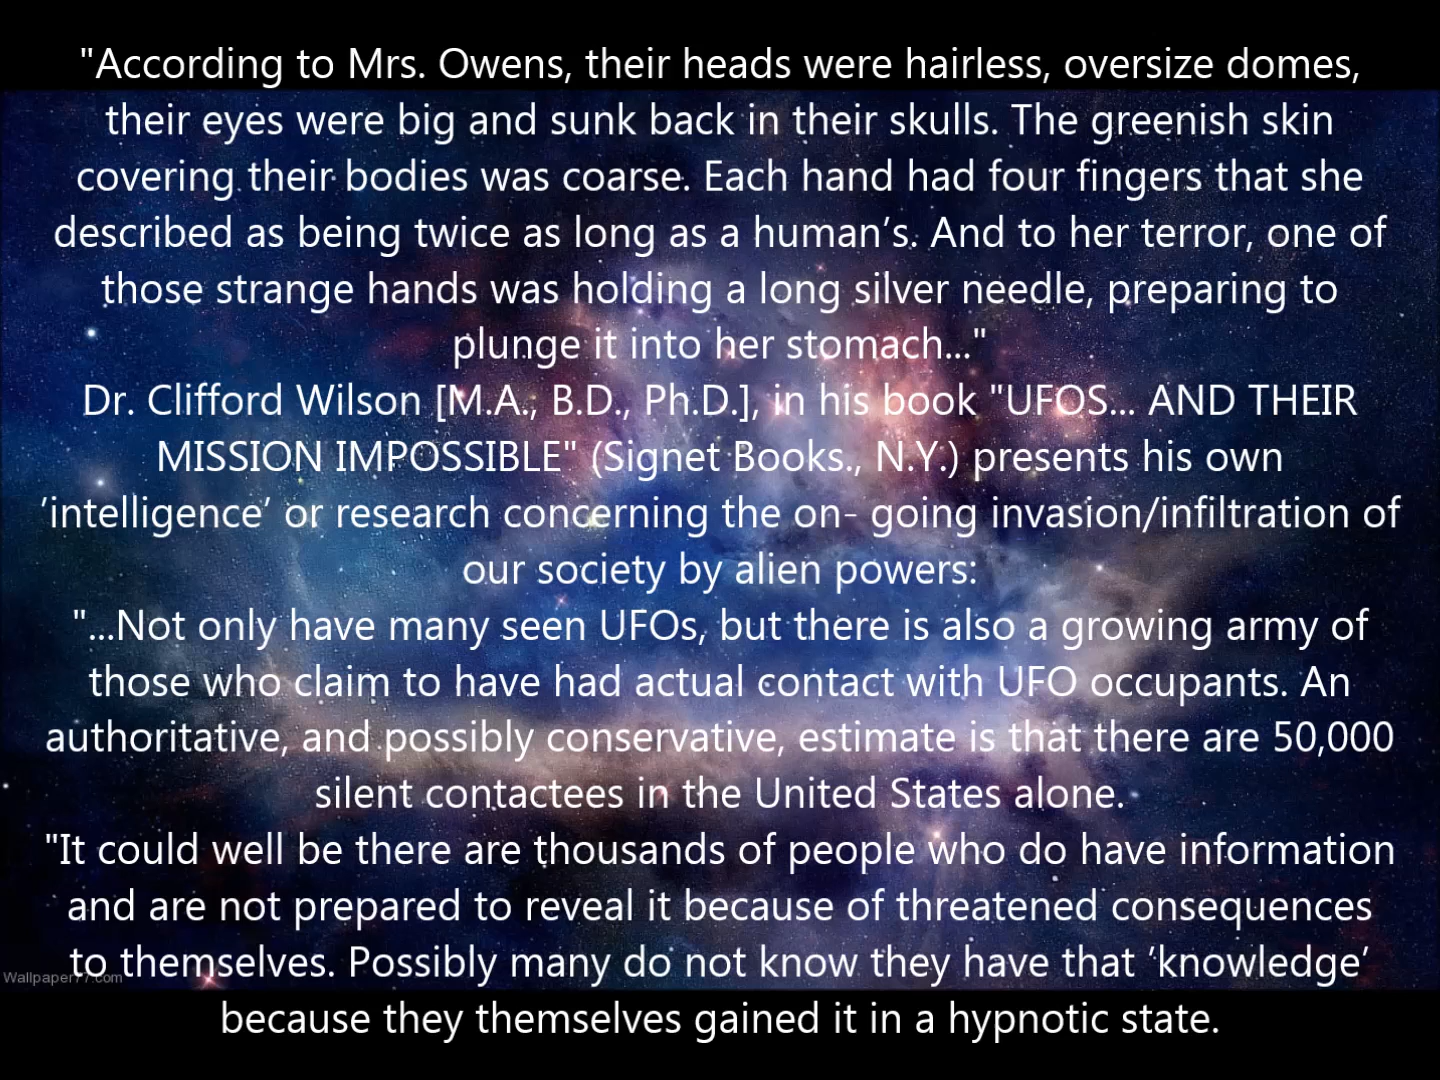 "According to Mrs. Owens, their heads were hairless, oversize domes,
their eyes were big and sunk back in their skulls. The greenish skin
covering their bodies was coarse. Each hand had four fingers that she
described as being twice as long as a human’s. And to her terror, one of
those strange hands was holding a long silver needle, preparing to
plunge it into her stomach..."
Dr. Clifford Wilson [M.A., B.D., Ph.D.], in his book "UFOS... AND THEIR
MISSION IMPOSSIBLE" (Signet Books., N.Y.) presents his own
’intelligence’ or research concerning the on- going invasion/infiltration of
our society by alien powers:
"...Not only have many seen UFOs, but there is also a growing army of
those who claim to have had actual contact with UFO occupants. An
authoritative, and possibly conservative, estimate is that there are 50,000
silent contactees in the United States alone.
"It could well be there are thousands of people who do have information
and are not prepared to reveal it because of threatened consequences
to themselves. Possibly many do not know they have that ’knowledge’
because they themselves gained it in a hypnotic state.
Wallpaper77.com